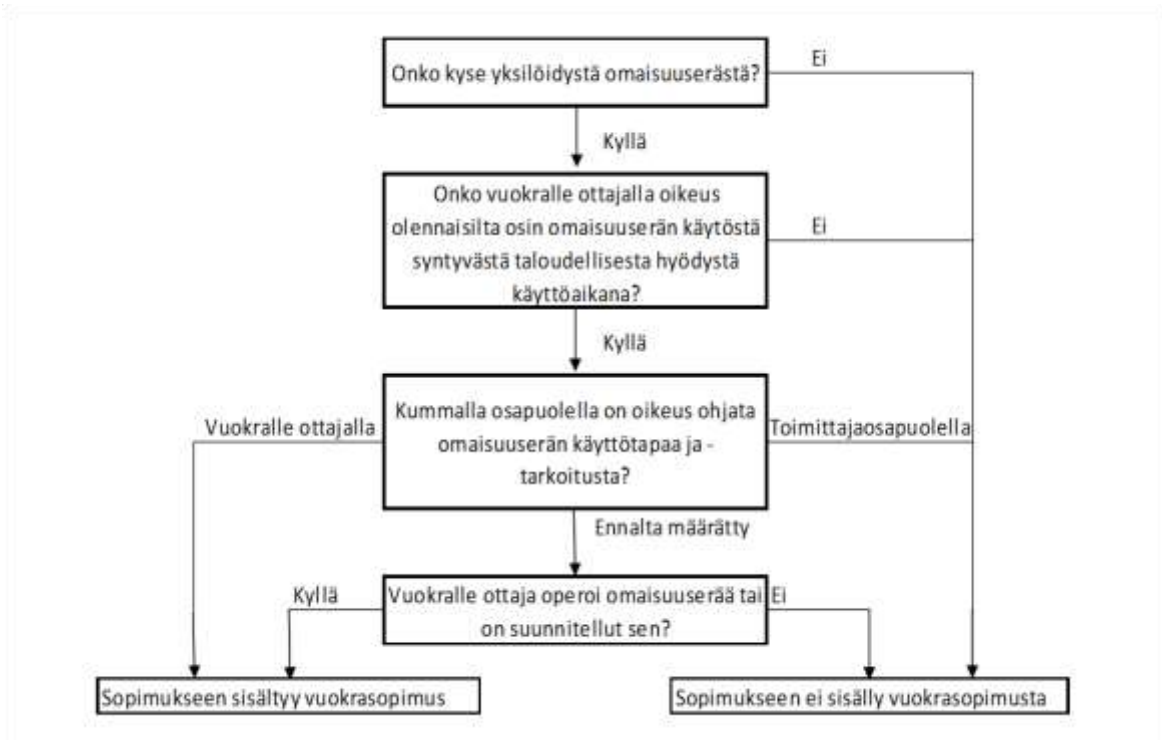 Onko kyse yksilöidystä omaisuuserästä?
Ei
Kyllä
Onko vuokralle ottajalla oikeus
olennaisilta osin omaisuuserän käytöstä
syntyvästä taloudellisesta hyödystä
käyttöaikana?
Ei
Kyllä
Vuokralle ottajalla
Kummalla osapuolella on oikeus ohjata
omaisuuserän käyttötapaa ja -
tarkoitusta?
Toimittajaosapuolella
Ennalta määrätty
Kyllä
Vuokralle ottaja operoi omaisuuserää tai
on suunnitellut sen?
Ei
Sopimukseen sisältyy vuokrasopimus
Sopimukseen ei sisälly vuokrasopimusta